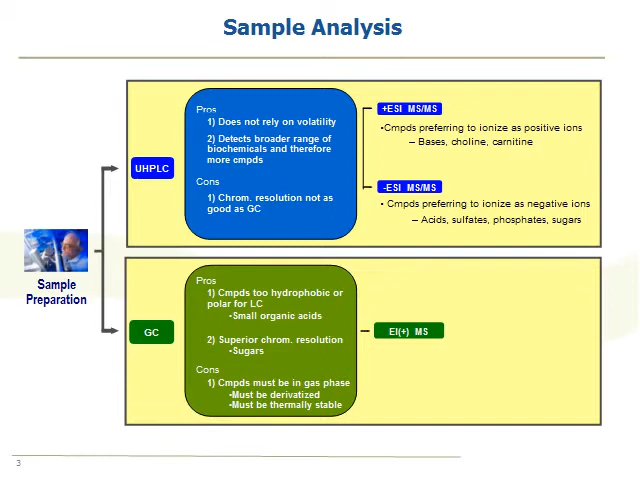 Sample Analysis
Pros
1) Does not rely on volatility
2) Detects broader range of
biochemicals and therefore
more cmpds
Cons
1) Chrom. resolution not as
good as GC
UHPLC
+ESI MS/MS
•Cmpds preferring to ionize as positive ions
– Bases, choline, carnitine
-ESI MS/MS
• Cmpds preferring to ionize as negative ions
– Acids, sulfates, phosphates, sugars
Sample
Preparation
Pros
1) Cmpds too hydrophobic or
polar for LC
•Small organic acids
2) Superior chrom. resolution
•Sugars
Cons
1) Cmpds must be in gas phase
•Must be derivatized
•Must be thermally stable
GC
EI(+) MS
3